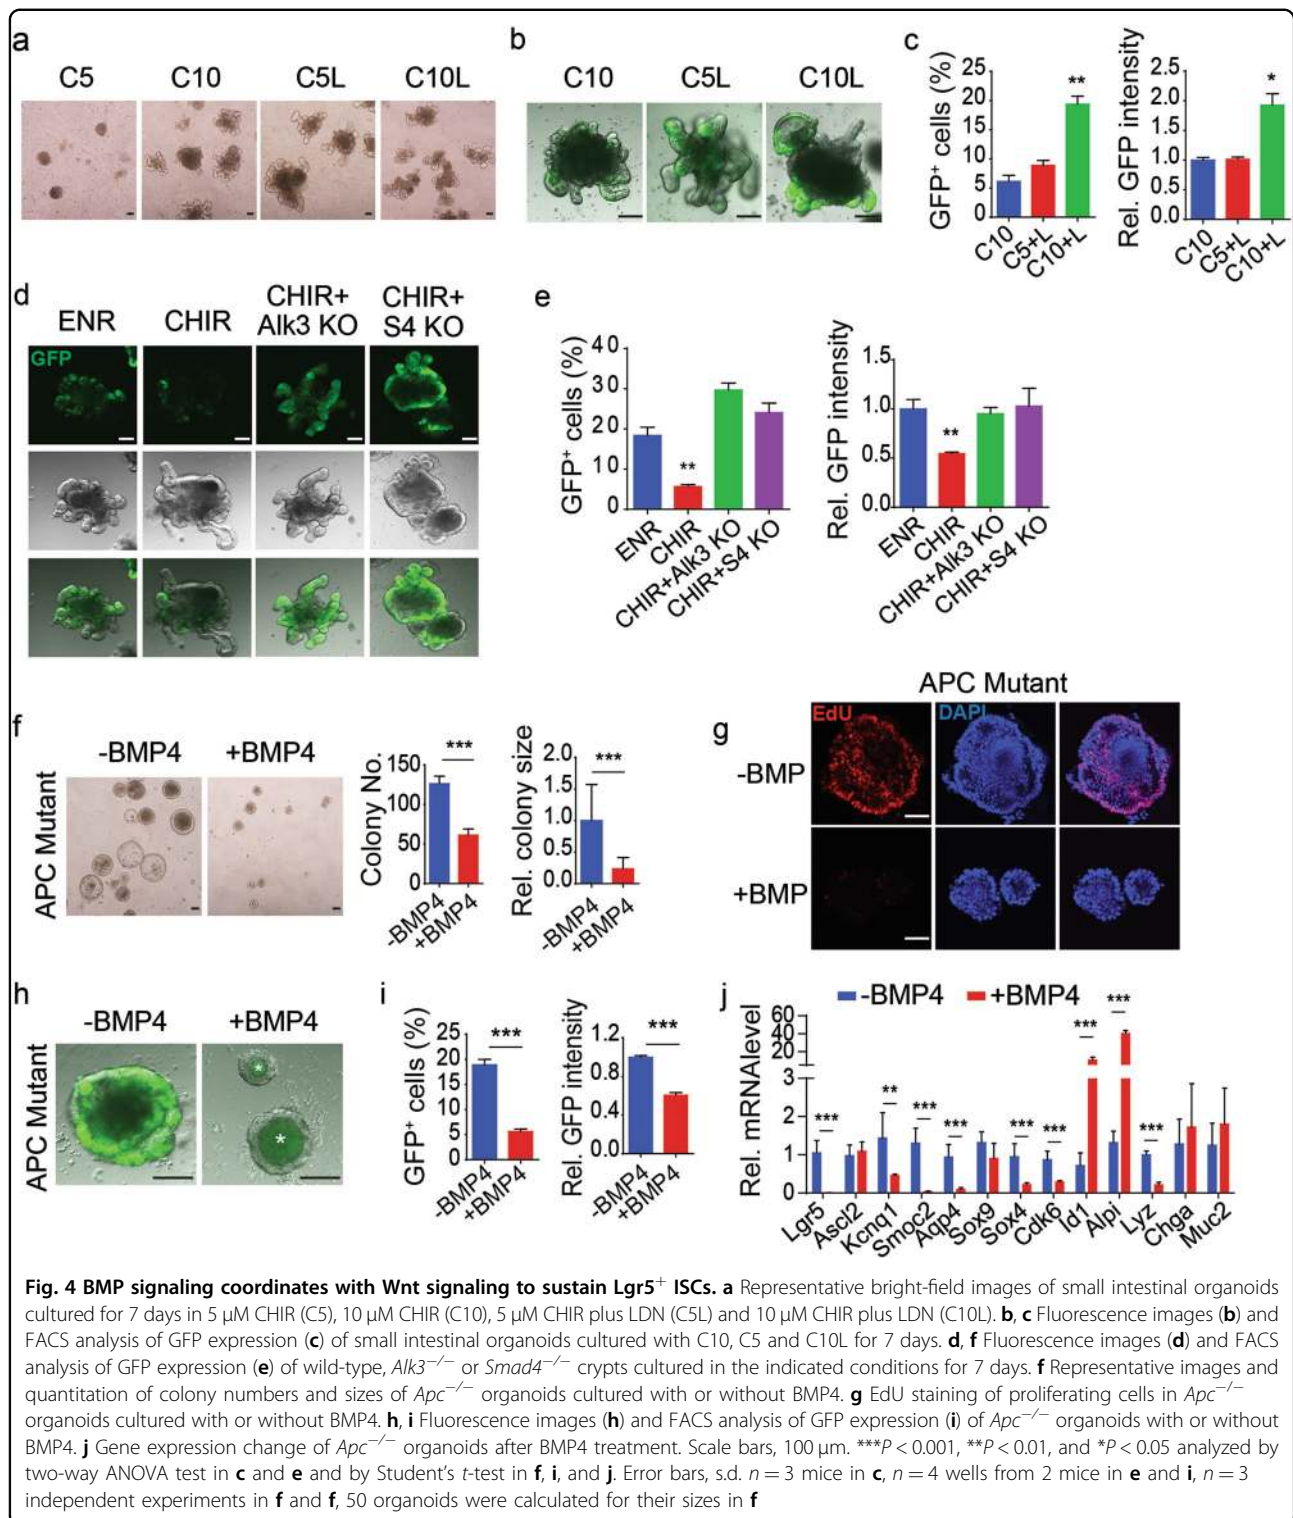 a
C5 C10 C5L C10L
b
C10 C5L C10L
c
GFP+ cells (%)
25
20
15
10
5
0
**
C10
C5+L
C10+L
Rel. GFP intensity
2.5
2.0
1.5
1.0
0.5
0.0
*
C10
C5+L
C10+L
d
ENR CHIR CHIR+ Alk3 KO CHIR+ S4 KO
GFP
e
GFP+ cells (%)
40
30
20
10
0
**
ENR
CHIR
CHIR+Alk3 KO
CHIR+S4 KO
Rel. GFP intensity
1.5
1.0
0.5
0.0
**
ENR
CHIR
CHIR+Alk3 KO
CHIR+S4 KO
f
-BMP4 +BMP4
APC Mutant
Colony No.
150
100
50
0
***
-BMP4
+BMP4
Rel. colony size
2.0
1.5
1.0
0.5
0.0
***
-BMP4
+BMP4
g
APC Mutant
EdU DAPI
-BMP
+BMP
h
-BMP4 +BMP4
APC Mutant
*
*
i
GFP+ cells (%)
25
20
15
10
5
0
***
-BMP4
+BMP4
Rel. GFP intensity
1.2
0.8
0.4
0.0
***
-BMP4
+BMP4
j
-BMP4 +BMP4
Rel. mRNAlevel
60
40
20
3
2
1
0
*** ** *** *** *** *** *** *** ***
Lgr5
Ascl2
Kcnq1
Smoc2
Aqp4
Sox9
Sox4
Cdk6
Id1
Alpi
Lyz
Chga
Muc2
Fig. 4 BMP signaling coordinates with Wnt signaling to sustain Lgr5+ ISCs. a Representative bright-field images of small intestinal organoids
cultured for 7 days in 5 µM CHIR (C5), 10 µM CHIR (C10), 5 µM CHIR plus LDN (C5L) and 10 µM CHIR plus LDN (C10L). b, c Fluorescence images (b) and
FACS analysis of GFP expression (c) of small intestinal organoids cultured with C10, C5 and C10L for 7 days. d, f Fluorescence images (d) and FACS
analysis of GFP expression (e) of wild-type, Alk3−/− or Smad4−/− crypts cultured in the indicated conditions for 7 days. f Representative images and
quantitation of colony numbers and sizes of Apc−/− organoids cultured with or without BMP4. g EdU staining of proliferating cells in Apc−/−
organoids cultured with or without BMP4. h, i Fluorescence images (h) and FACS analysis of GFP expression (i) of Apc−/− organoids with or without
BMP4. j Gene expression change of Apc−/− organoids after BMP4 treatment. Scale bars, 100 µm. ***P < 0.001, **P < 0.01, and *P < 0.05 analyzed by
two-way ANOVA test in c and e and by Student's t-test in f, i, and j. Error bars, s.d. n = 3 mice in c, n = 4 wells from 2 mice in e and i, n = 3
independent experiments in f and f, 50 organoids were calculated for their sizes in f